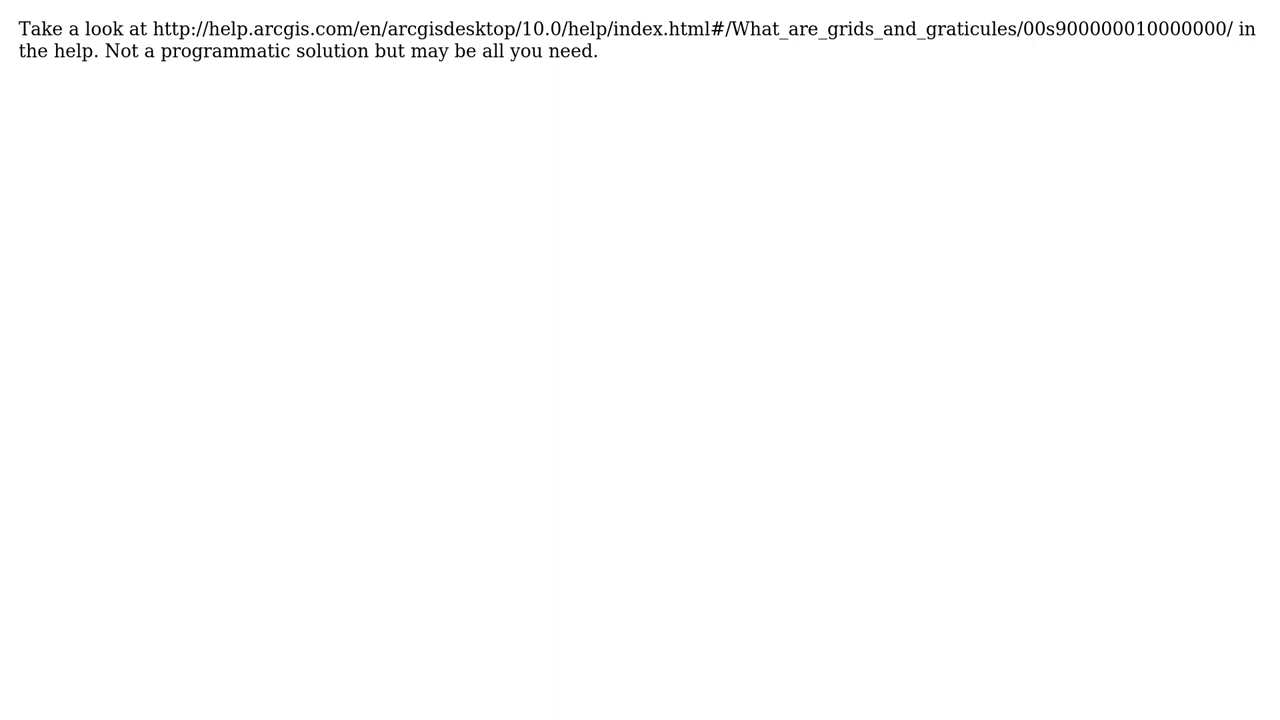 Take a look at http://help.arcgis.com/en/arcgisdesktop/10.0/help/index.html#/What_are_grids_and_graticules/00s900000010000000/ in
the help. Not a programmatic solution but may be all you need.